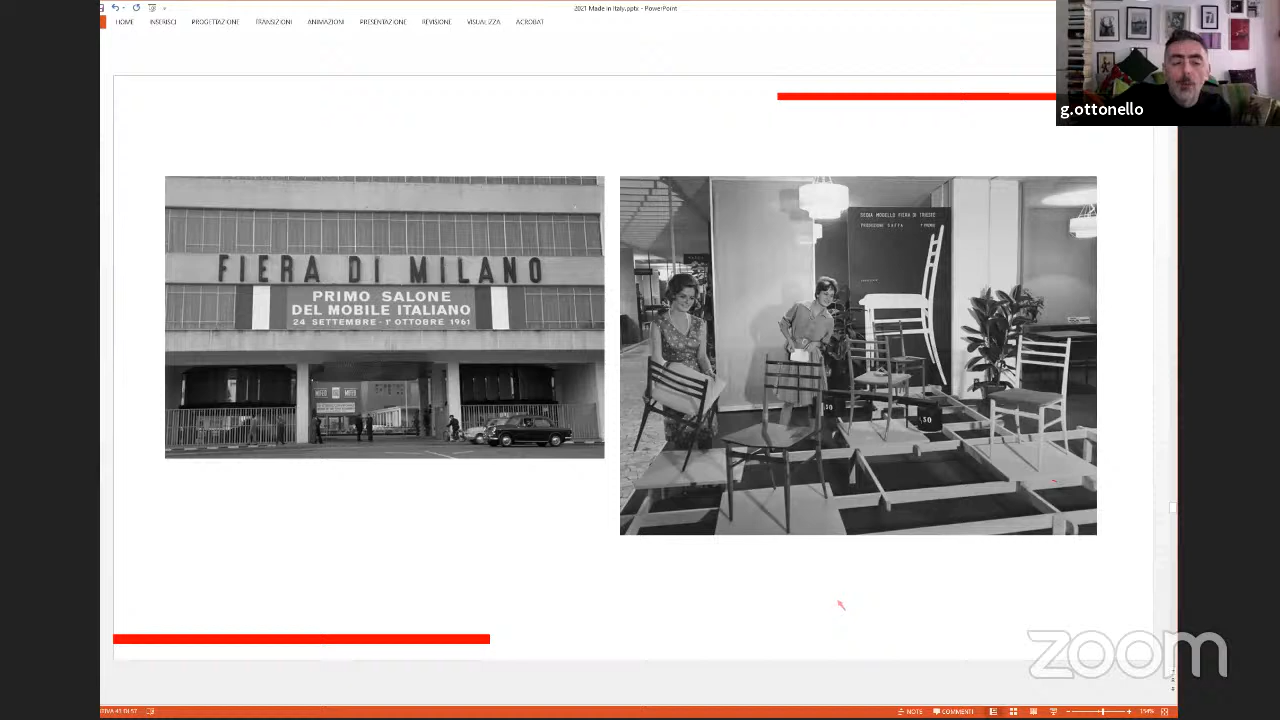 2021 Made in Italy.pptx - PowerPoint
HOME INSERISCI PROGETTAZIONE TRANSIZIONI ANIMAZIONI PRESENTAZIONE REVISIONE VISUALIZZA ACROBAT
g.ottonello
FIERA DI MILANO
PRIMO SALONE
DEL MOBILE ITALIANO
24 SETTEMBRE - 1° OTTOBRE 1961
SEDIA MODELLO FIERA DI TRIESTE
zoom
NOTE COMMENTI 134%